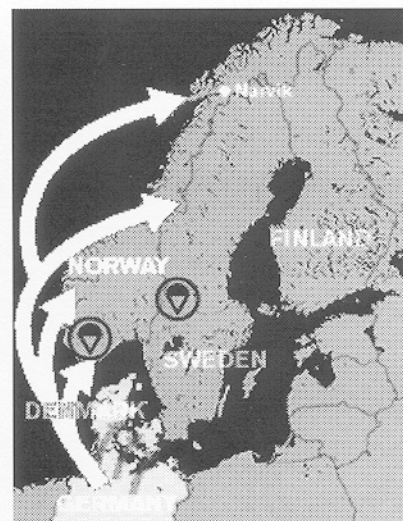 Narvik
FINLAND
NORWAY
SWEDEN
DENMARK
GERMANY